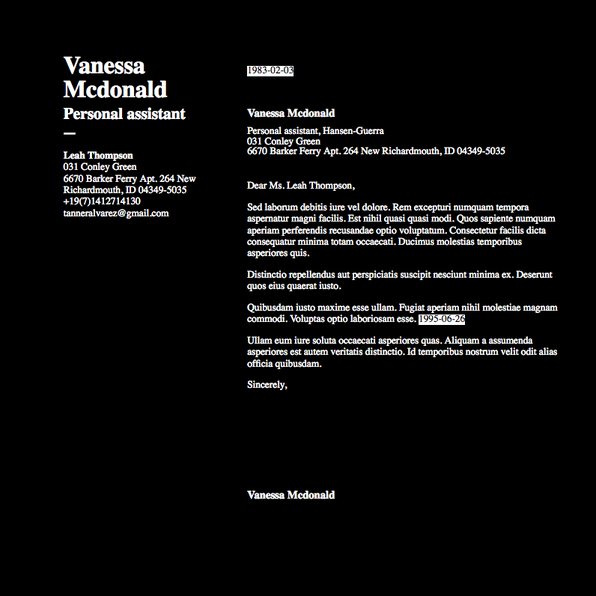 Vanessa
Mcdonald
Personal assistant
Leah Thompson
031 Conley Green
6670 Barker Ferry Apt. 264 New
Richardmouth, ID 04349-5035
+19(7)1412714130
tanneralvarez@gmail.com
1983-02-03
Vanessa Mcdonald
Personal assistant, Hansen-Guerra
031 Conley Green
6670 Barker Ferry Apt. 264 New Richardmouth, ID 04349-5035
Dear Ms. Leah Thompson,
Sed laborum debitis iure vel dolore. Rem excepturi numquam tempora
aspernatur magni facilis. Est nihil quasi quasi modi. Quos sapiente numquam
aperiam perferendis recusandae optio voluptatum. Consectetur facilis dicta
consequatur minima totam occaecati. Ducimus molestias temporibus
asperiores quis.
Distinctio repellendus aut perspiciatis suscipit nesciunt minima ex. Deserunt
quos eius quaerat iusto.
Quibusdam iusto maxime esse ullam. Fugiat aperiam nihil molestiae magnam
commodi. Voluptas optio laboriosam esse. 1995-06-26
Ullam eum iure soluta occaecati asperiores quas. Aliquam a assumenda
asperiores est autem veritatis distinctio. Id temporibus nostrum velit odit alias
officia quibusdam.
Sincerely,
Vanessa Mcdonald